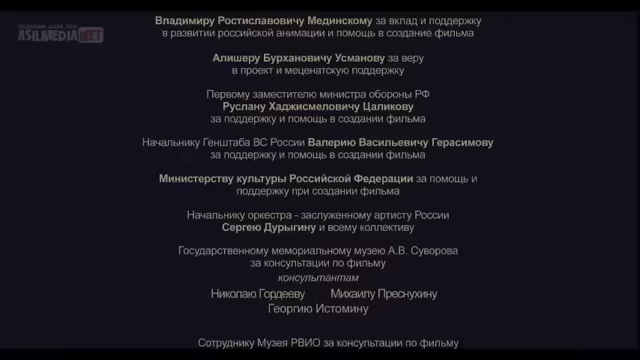 ASILMEDIA.NET
Владимиру Ростиславовичу Мединскому за вклад и поддержку
в развитии российской анимации и помощь в создание фильма
Алишеру Бурхановичу Усманову за веру
в проект и меценатскую поддержку
Первому заместителю министра обороны РФ
Руслану Хаджисмеловичу Цаликову
за поддержку и помощь в создании фильма
Начальнику Генштаба ВС России Валерию Васильевичу Герасимову
за поддержку и помощь в создании фильма
Министерству культуры Российской Федерации за помощь и
поддержку при создании фильма
Начальнику оркестра - заслуженному артисту России
Сергею Дурыгину и всему коллективу
Государственному мемориальному музею А.В. Суворова
за консультации по фильму
консультантам
Николаю Гордееву Михаилу Преснухину
Георгию Истомину
Сотруднику Музея РВИО за консультации по фильму